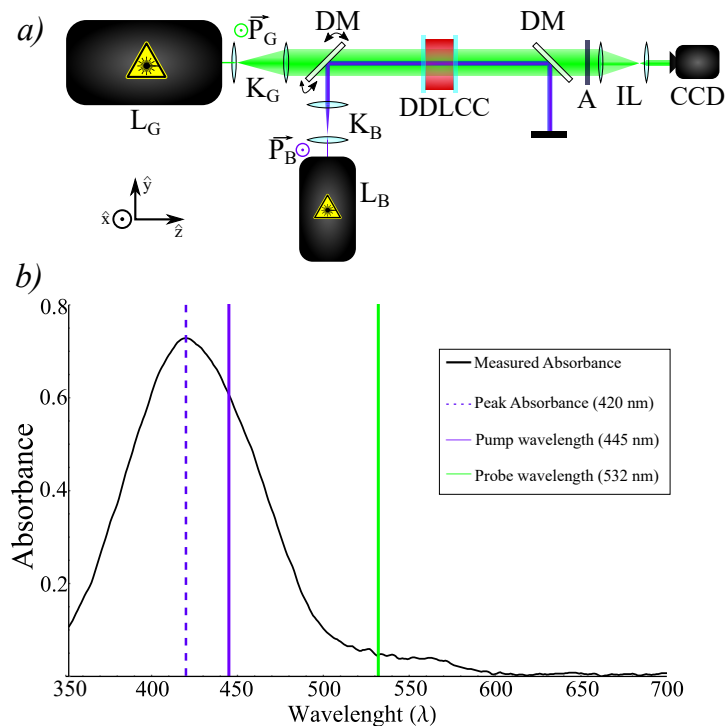 a)
P_G
DM
DM
K_G
DDLCC
A
IL
CCD
L_G
K_B
P_B
L_B
ŷ
x̂
ẑ
b)
0.8
0.6
0.4
0.2
Absorbance
Measured Absorbance
Peak Absorbance (420 nm)
Pump wavelength (445 nm)
Probe wavelength (532 nm)
350
400
450
500
550
600
650
700
Wavelenght (λ)